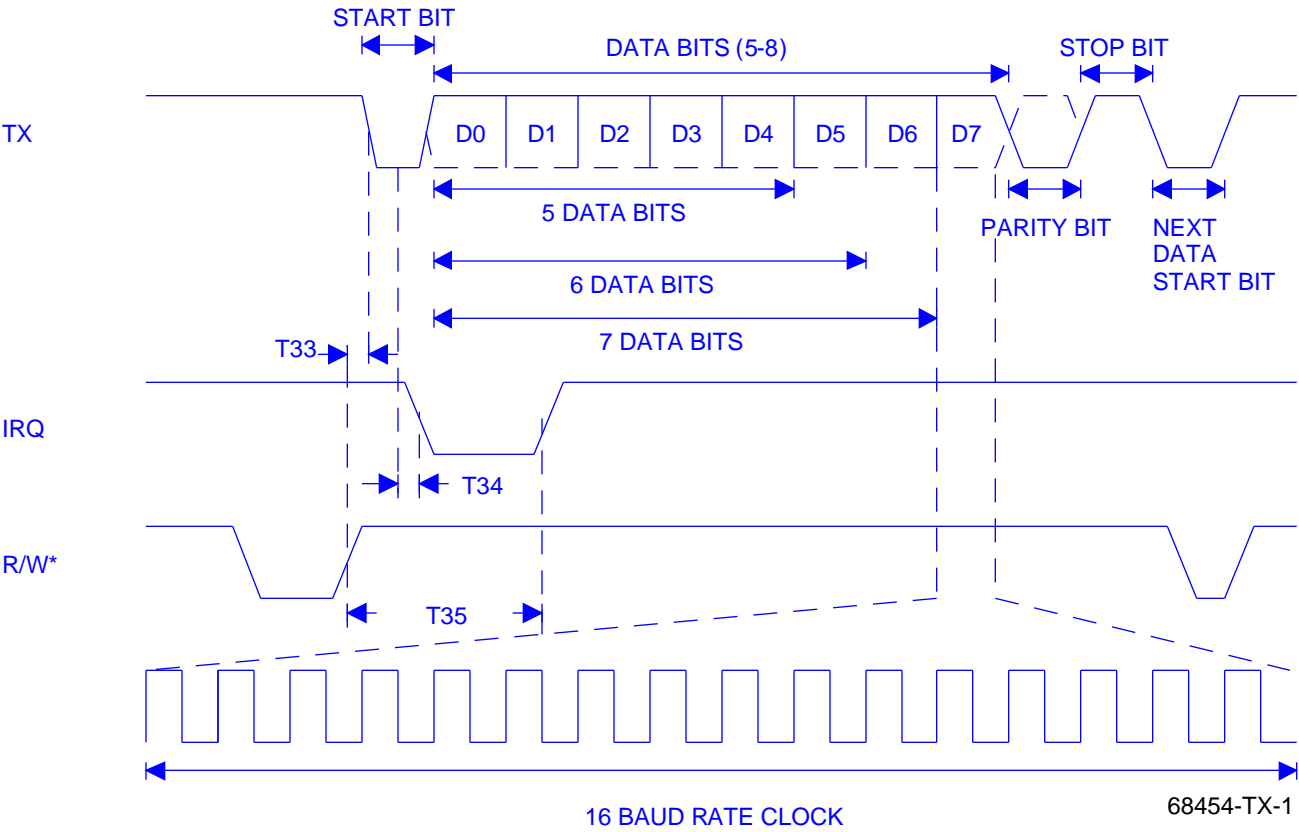 START BIT
DATA BITS (5-8)
STOP BIT
TX
D0 D1 D2 D3 D4 D5 D6 D7
5 DATA BITS
PARITY BIT
NEXT
DATA
START BIT
6 DATA BITS
7 DATA BITS
T33
IRQ
T34
R/W*
T35
16 BAUD RATE CLOCK
68454-TX-1